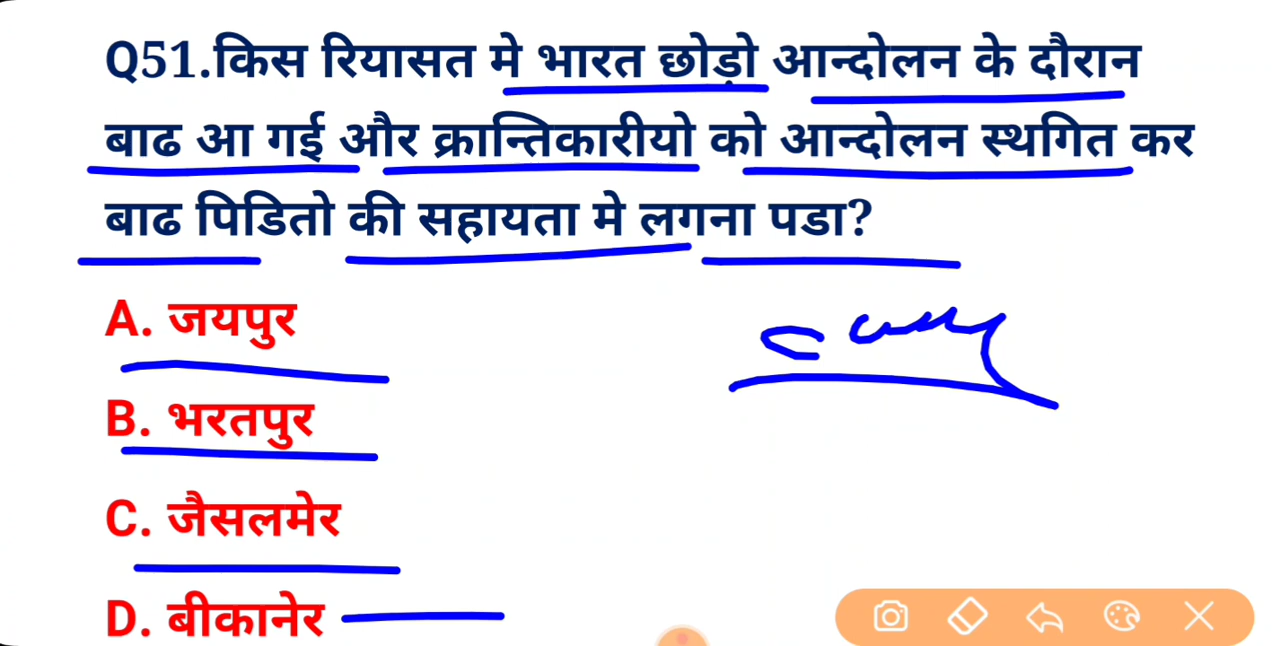 Q51.किस रियासत मे भारत छोड़ो आन्दोलन के दौरान
बाढ आ गई और क्रान्तिकारीयो को आन्दोलन स्थगित कर
बाढ पिडितो की सहायता मे लगना पडा?
A. जयपुर
B. भरतपुर
C. जैसलमेर
D. बीकानेर